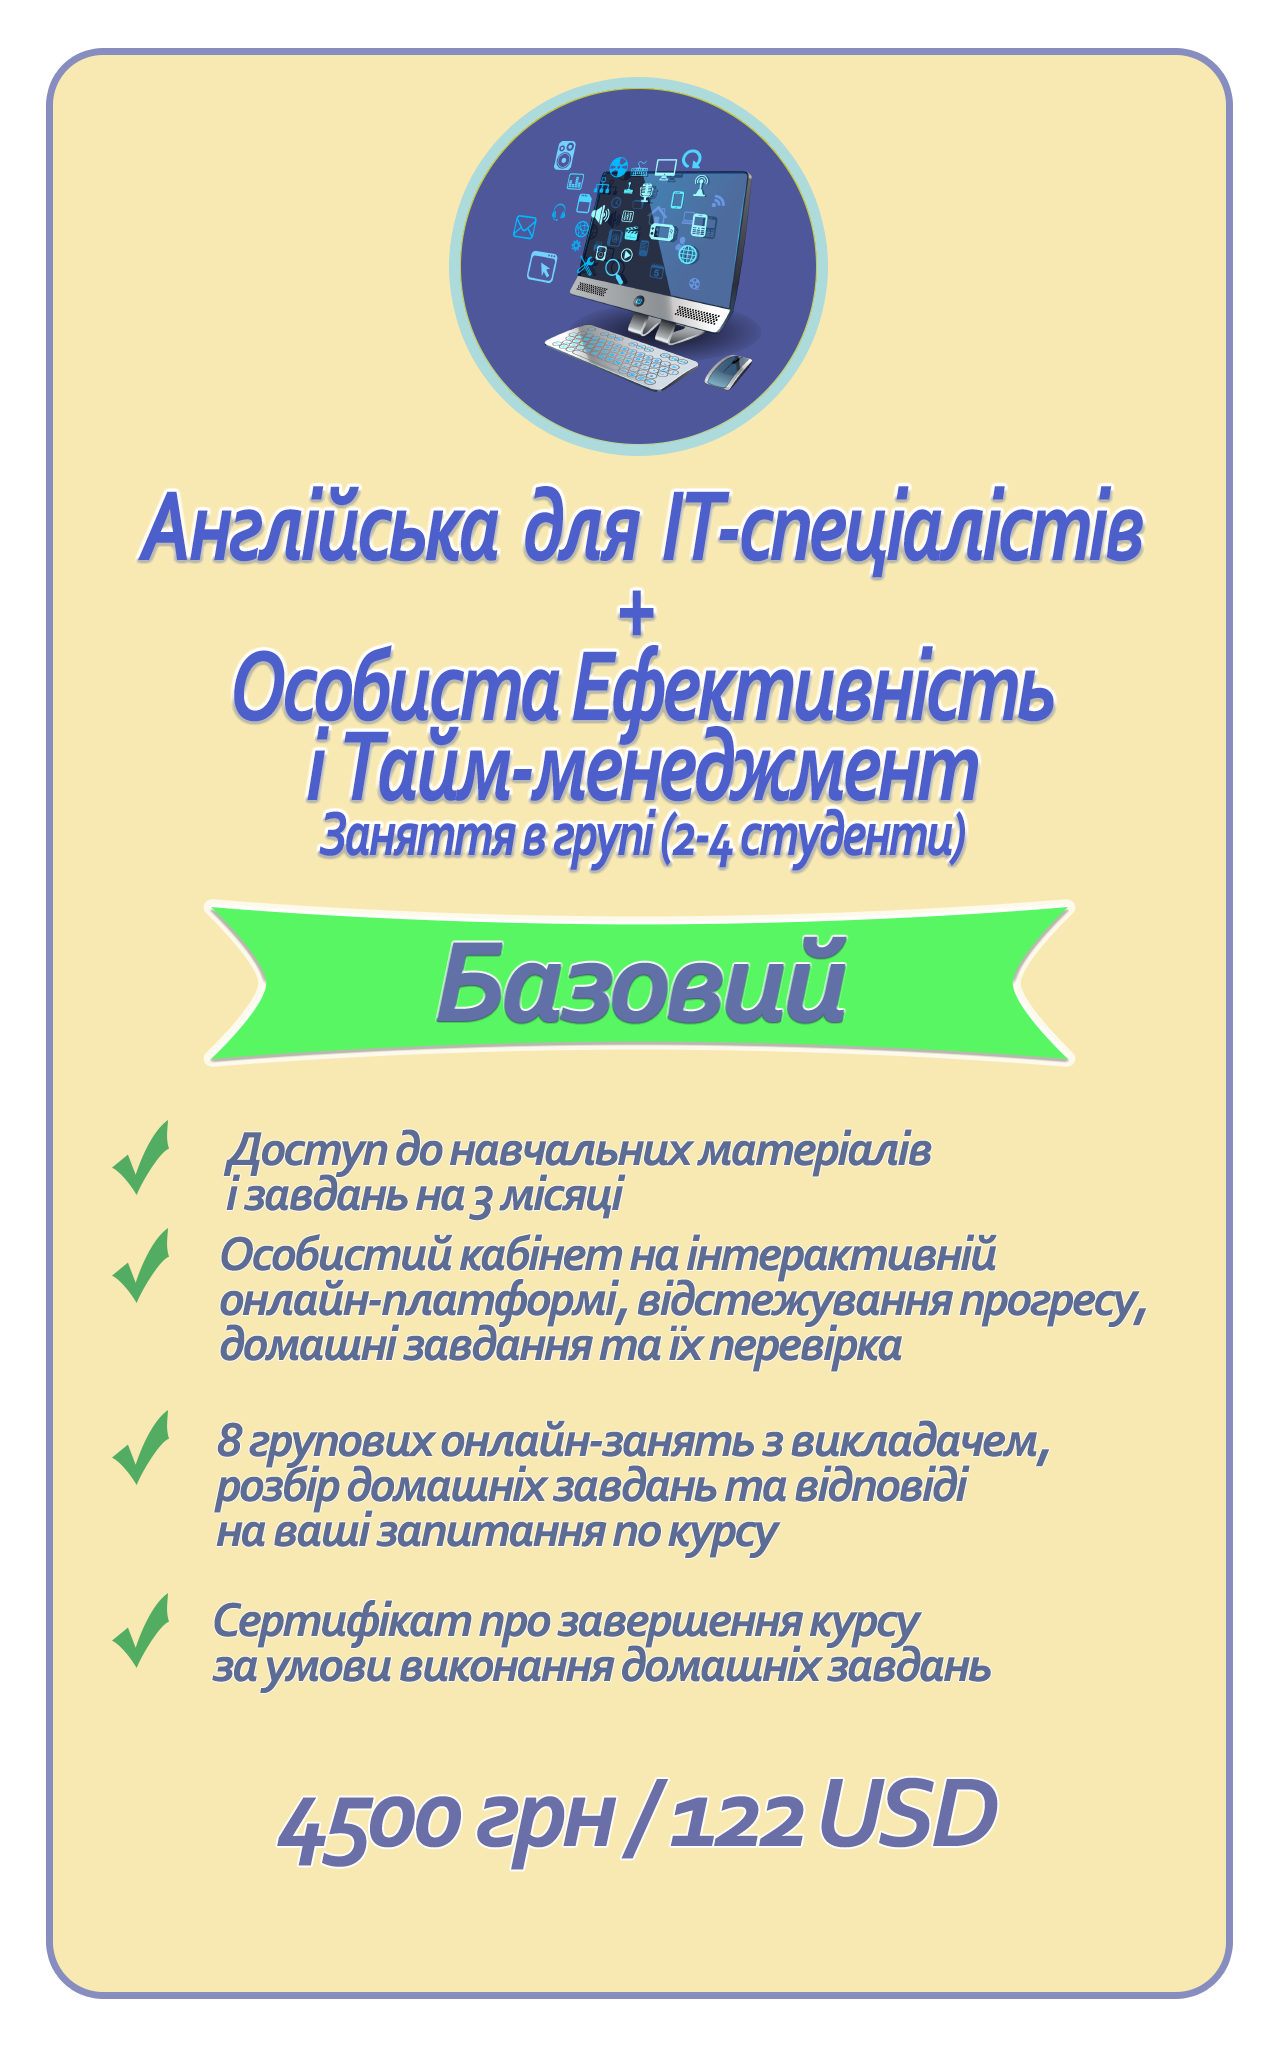 Англійська для ІТ-спеціалістів
+
Особиста Ефективність
і Тайм-менеджмент
Заняття в групі (2-4 студенти)
Базовий
Доступ до навчальних матеріалів
і завдань на 3 місяці
Особистий кабінет на інтерактивній
онлайн-платформі, відстежування прогресу,
домашні завдання та їх перевірка
8 групових онлайн-занять з викладачем,
розбір домашніх завдань та відповіді
на ваші запитання по курсу
Сертифікат про завершення курсу
за умови виконання домашніх завдань
4500 грн / 122 USD